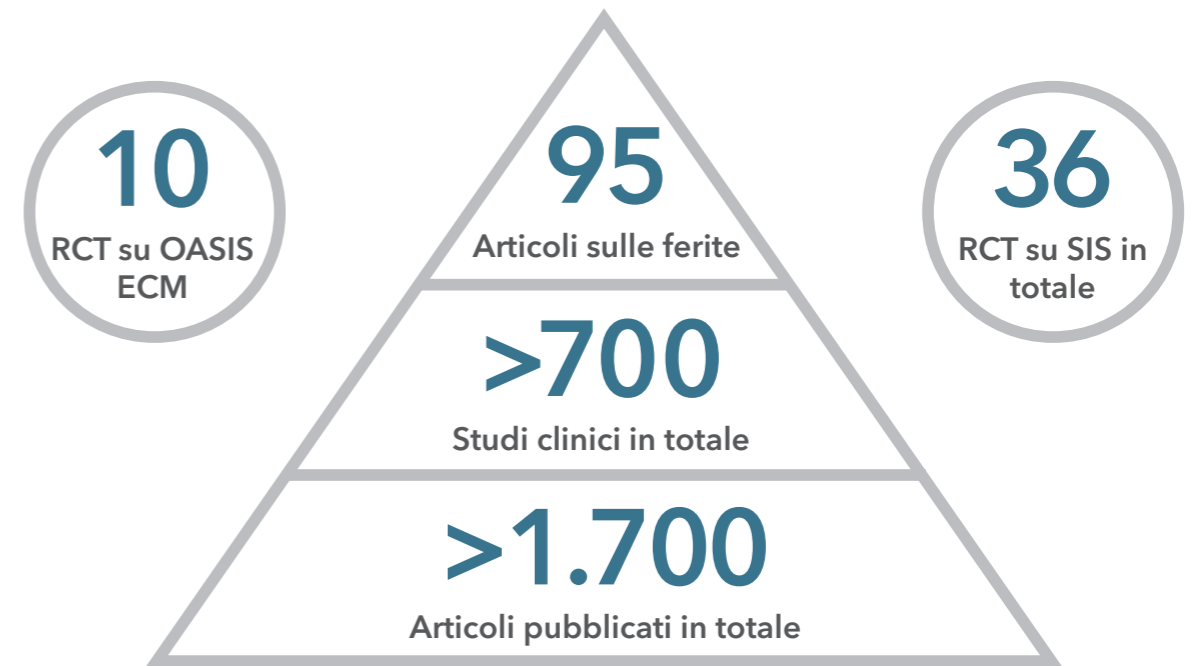 10
RCT su OASIS
ECM
95
Articoli sulle ferite
36
RCT su SIS in
totale
>700
Studi clinici in totale
>1.700
Articoli pubblicati in totale